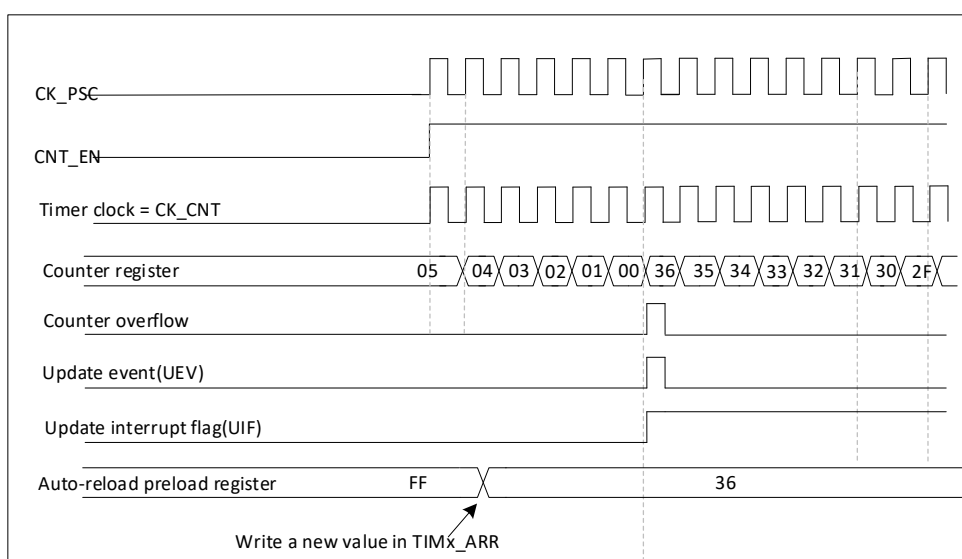 CK_PSC
CNT_EN
Timer clock = CK_CNT
Counter register 05 04 03 02 01 00 36 35 34 33 32 31 30 2F
Counter overflow
Update event(UEV)
Update interrupt flag(UIF)
Auto-reload preload register FF 36
Write a new value in TIMx_ARR